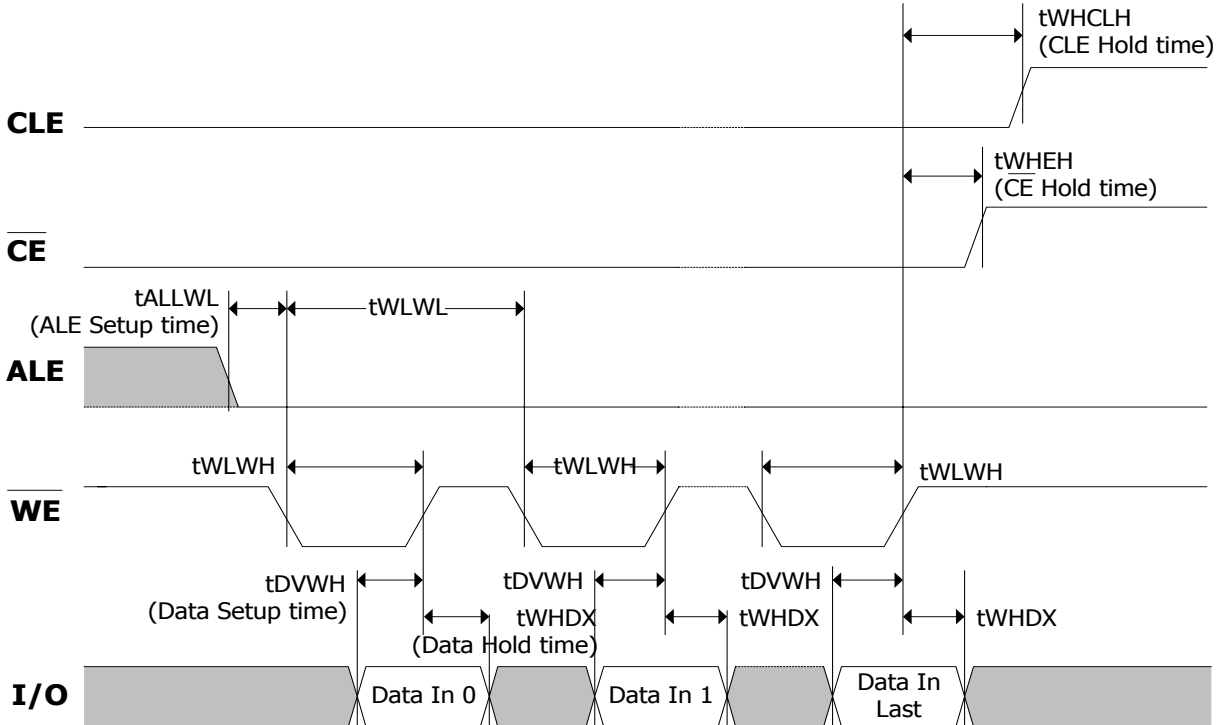 tWHCLH
(CLE Hold time)
CLE
tWHEH
(CE Hold time)
CE
tALLWL
(ALE Setup time)
tWLWL
ALE
tWLWH
tWLWH
tWLWH
WE
tDVWH
(Data Setup time)
tDVWH
tDVWH
tWHDX
(Data Hold time)
tWHDX
tWHDX
I/O
Data In 0
Data In 1
Data In
Last